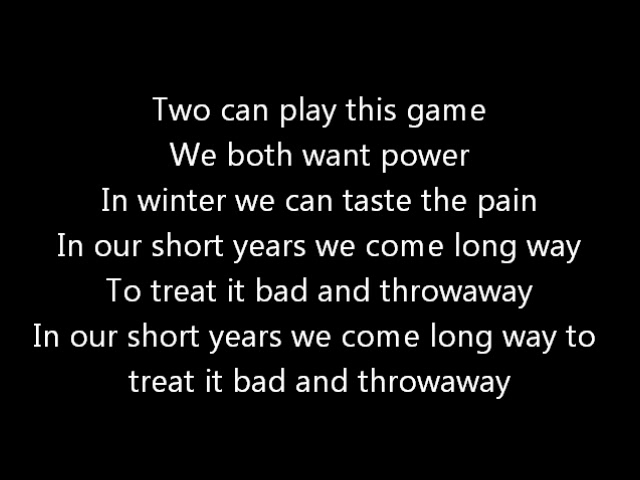 Two can play this game
We both want power
In winter we can taste the pain
In our short years we come long way
To treat it bad and throwaway
In our short years we come long way to
treat it bad and throwaway